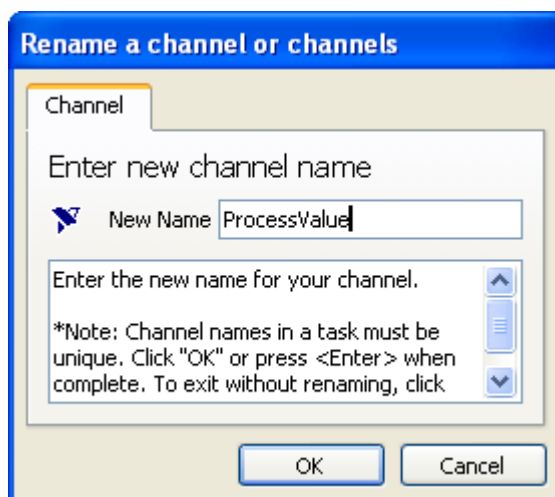 Rename a channel or channels
Channel
Enter new channel name
New Name ProcessValue
Enter the new name for your channel.
*Note: Channel names in a task must be
unique. Click "OK" or press <Enter> when
complete. To exit without renaming, click
OK Cancel